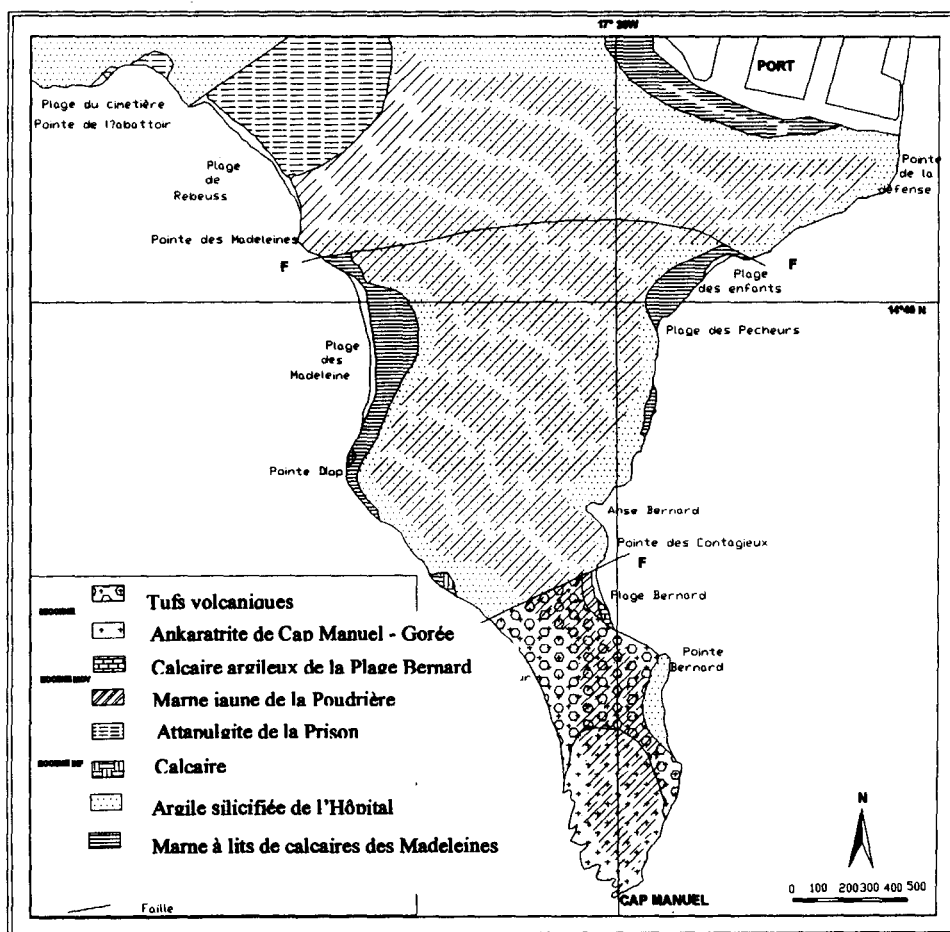 17° 26W
PORT
Plage du cimetière
Pointe de l?abattoir
Plage
de
Rebeuss
Pointe
de la
défense
Pointe des Madeleines
F
F
Plage
des enfants
14°40 N
Plage des Pecheurs
Plage
des
Madeleine
Pointe Diap
Anse Bernard
Pointe des Contagieux
F
Plage Bernard
Pointe
Bernard
Tufs volcaniques
Ankaratrite de Cap Manuel - Gorée
Calcaire argileux de la Plage Bernard
Marne jaune de la Poudrière
Attapulgite de la Prison
Calcaire
Argile silicifiée de l'Hôpital
Marne à lits de calcaires des Madeleines
Faille
N
0 100 200 300 400 500
CAP MANUEL